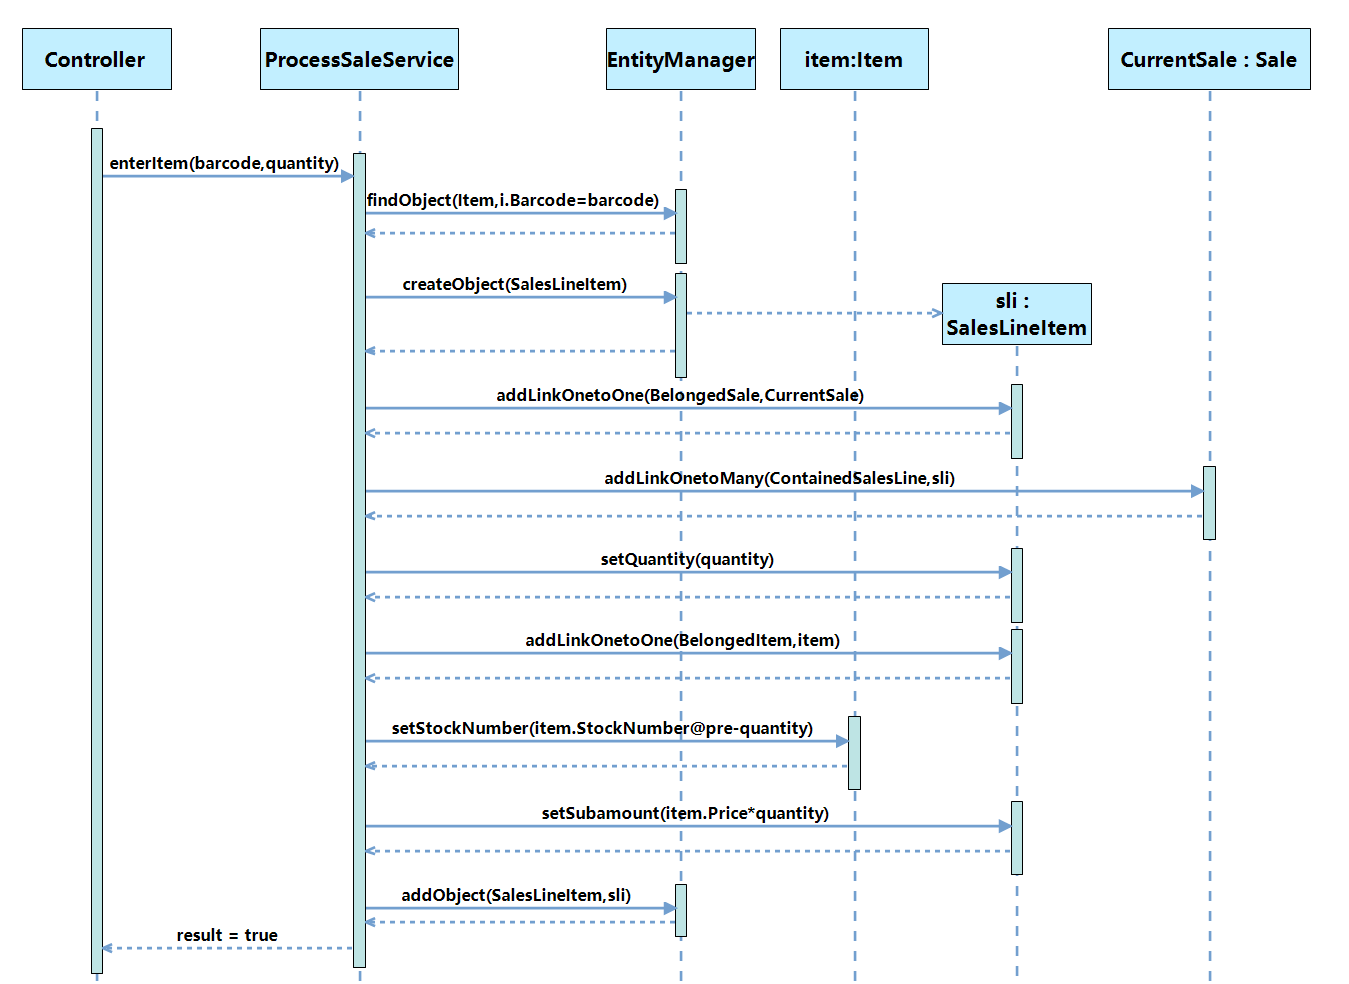 Controller
ProcessSaleService
EntityManager
item:Item
CurrentSale : Sale
enterItem(barcode,quantity)
findObject(Item,i.Barcode=barcode)
createObject(SalesLineItem)
sli :
SalesLineItem
addLinkOnetoOne(BelongedSale,CurrentSale)
addLinkOnetoMany(ContainedSalesLine,sli)
setQuantity(quantity)
addLinkOnetoOne(BelongedItem,item)
setStockNumber(item.StockNumber@pre-quantity)
setSubamount(item.Price*quantity)
addObject(SalesLineItem,sli)
result = true